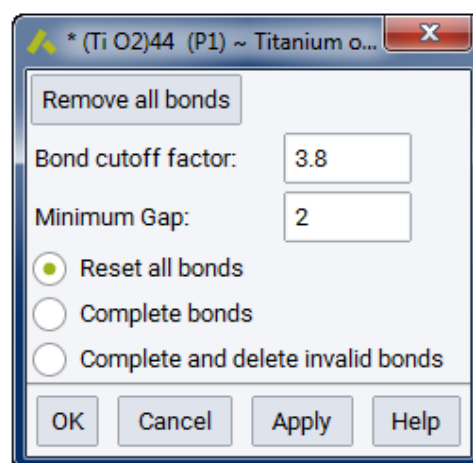 * (Ti O2)44 (P1) ~ Titanium o...
Remove all bonds
Bond cutoff factor: 3.8
Minimum Gap: 2
Reset all bonds
Complete bonds
Complete and delete invalid bonds
OK Cancel Apply Help